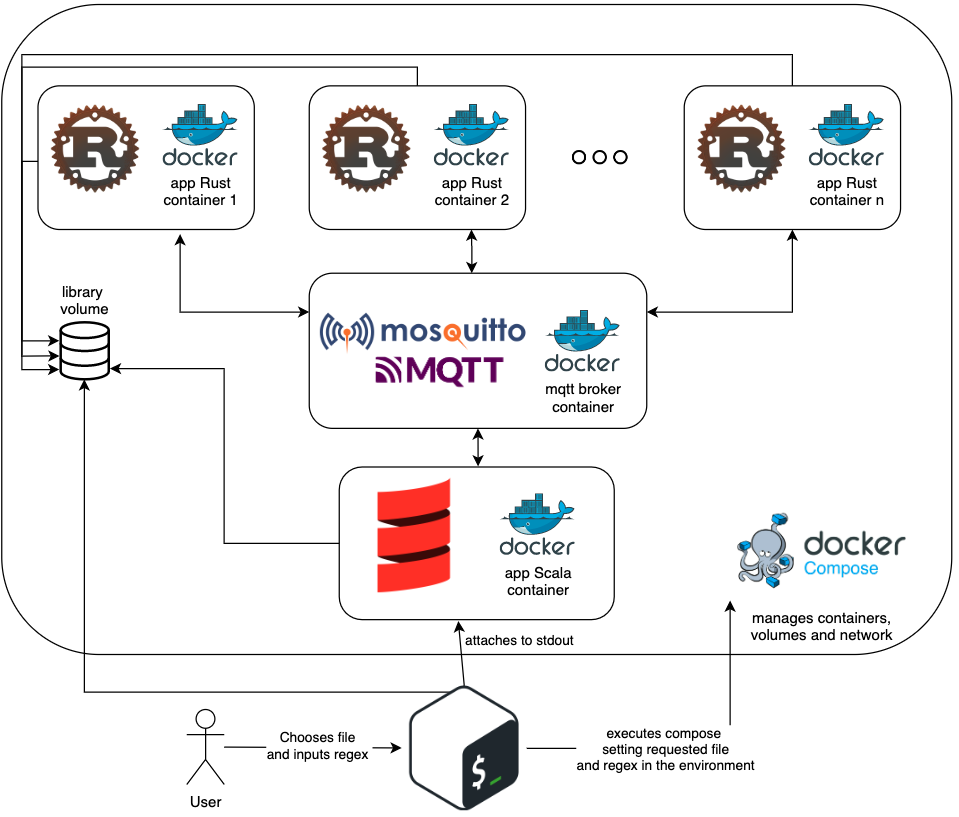 R
docker
app Rust
container 1
R
docker
app Rust
container 2
R
docker
app Rust
container n
library
volume
mosquitto
MQTT
docker
mqtt broker
container
docker
app Scala
container
docker
Compose
manages containers,
volumes and network
attaches to stdout
Chooses file
and inputs regex
$_
executes compose
setting requested file
and regex in the environment
User